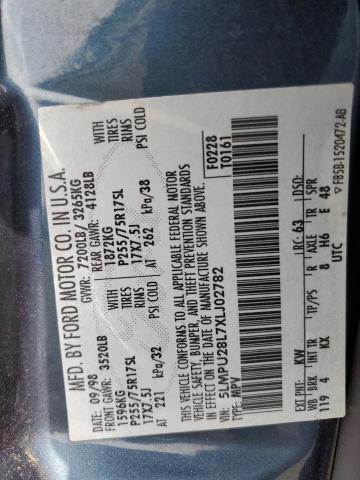 MFD. BY FORD MOTOR CO. IN U.S.A.
09/98 GVWR: 7200LB/ 3265KG
FRONT GAWR: 3520LB REAR GAWR: 4128LB
1596KG WITH 1872KG WITH
P255/75R17SL TIRES P255/75R17SL TIRES
17X7.5J RIMS 17X7.5J RIMS
AT 221 kPa/32 PSI COLD AT 262 kPa/38 PSI COLD
THIS VEHICLE CONFORMS TO ALL APPLICABLE FEDERAL MOTOR
VEHICLE SAFETY AND THEFT PREVENTION STANDARDS
IN EFFECT ON THE DATE OF MANUFACTURE SHOWN ABOVE.
VIN: 5LMPU28L7XLJ02782 F0228
TYPE: MPV T0161
EXT PNT: KW RC: 63 DSO:
WB BRK INT TR TP/PS R AXLE TR SPR
119 4 KX 8 H6 E 48
UTC
▽ F85B-1520472-AB